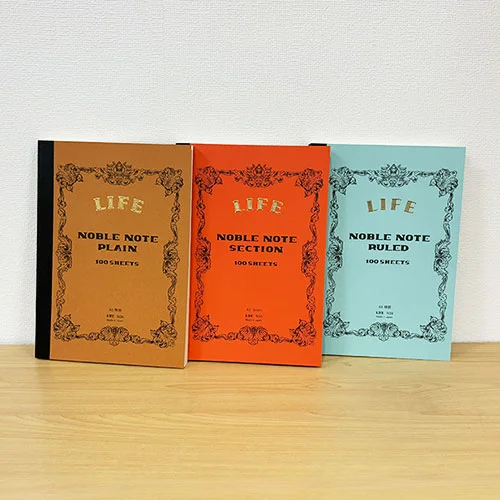 LIFE
NOBLE NOTE
PLAIN
100 SHEETS
LIFE
NOBLE NOTE
SECTION
100 SHEETS
LIFE
NOBLE NOTE
RULED
100 SHEETS